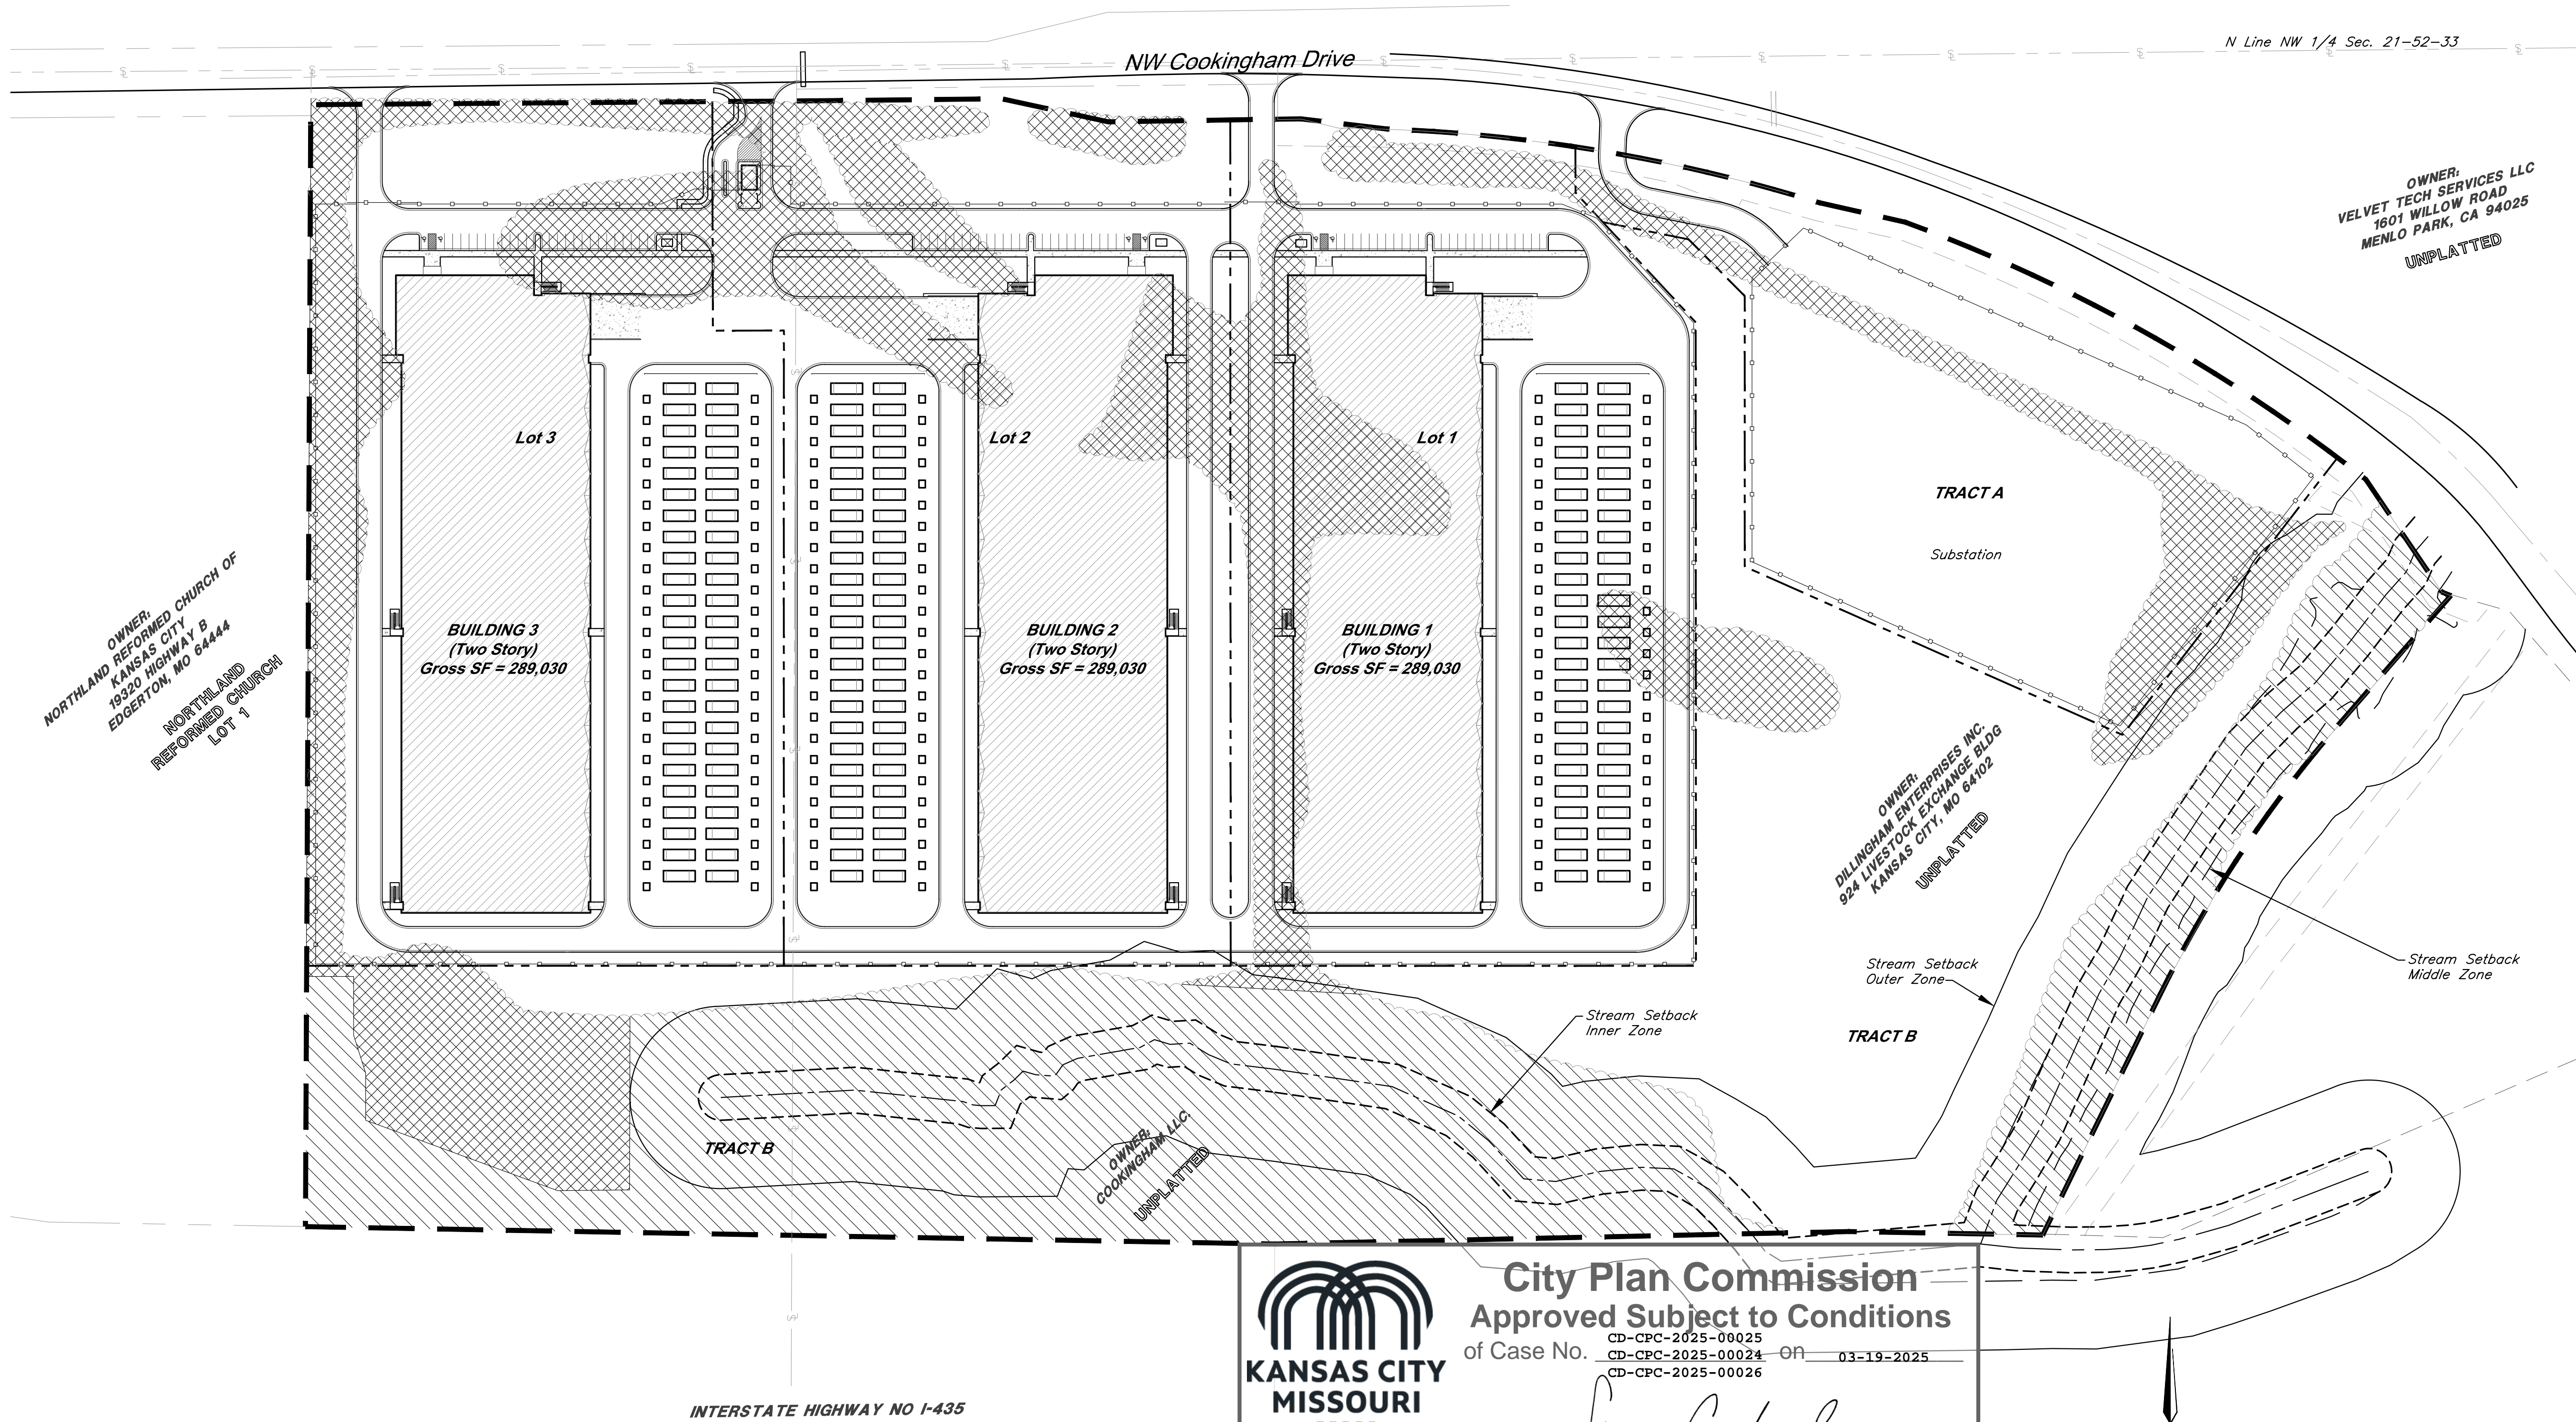 N Line NW 1/4 Sec. 21-52-33
NW Cookingham Drive
OWNER:
VELVET TECH SERVICES LLC
1601 WILLOW ROAD
MENLO PARK, CA 94025
UNPLATTED
Lot 3
Lot 2
Lot 1
TRACT A
Substation
OWNER:
NORTHLAND REFORMED CHURCH OF
KANSAS CITY
19320 HIGHWAY B
EDGERTON, MO 64444
NORTHLAND
REFORMED CHURCH
LOT 1
BUILDING 3
(Two Story)
Gross SF = 289,030
BUILDING 2
(Two Story)
Gross SF = 289,030
BUILDING 1
(Two Story)
Gross SF = 289,030
OWNER:
DILLINGHAM ENTERPRISES INC.
924 LIVESTOCK EXCHANGE BLDG
KANSAS CITY, MO 64102
UNPLATTED
Stream Setback
Outer Zone
Stream Setback
Middle Zone
Stream Setback
Inner Zone
TRACT B
TRACT B
OWNER:
COOKINGHAM LLC.
UNPLATTED
City Plan Commission
Approved Subject to Conditions
of Case No. CD-CPC-2025-00025
CD-CPC-2025-00024 on 03-19-2025
CD-CPC-2025-00026
KANSAS CITY
MISSOURI
INTERSTATE HIGHWAY NO I-435